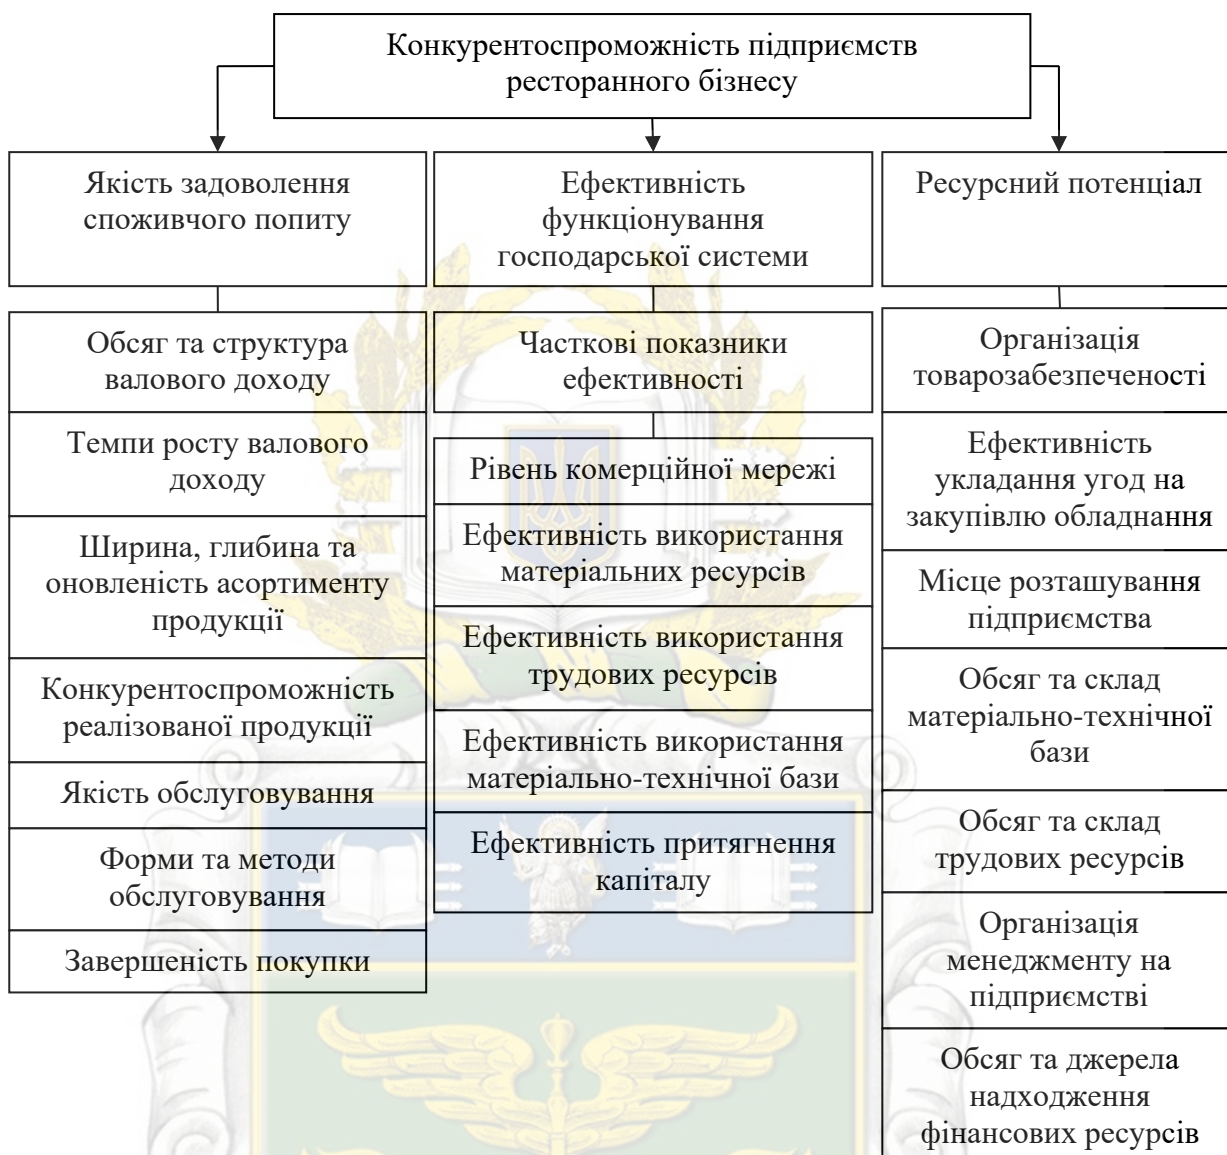 Конкурентоспроможність підприємств
ресторанного бізнесу
Якість задоволення
споживчого попиту
Обсяг та структура
валового доходу
Темпи росту валового
доходу
Ширина, глибина та
оновленість асортименту
продукції
Конкурентоспроможність
реалізованої продукції
Якість обслуговування
Форми та методи
обслуговування
Завершеність покупки
Ефективність
функціонування
господарської системи
Часткові показники
ефективності
Рівень комерційної мережі
Ефективність використання
матеріальних ресурсів
Ефективність використання
трудових ресурсів
Ефективність використання
матеріально-технічної бази
Ефективність притягнення
капіталу
Ресурсний потенціал
Організація
товарозабезпеченості
Ефективність
укладання угод на
закупівлю обладнання
Місце розташування
підприємства
Обсяг та склад
матеріально-технічної
бази
Обсяг та склад
трудових ресурсів
Організація
менеджменту на
підприємстві
Обсяг та джерела
надходження
фінансових ресурсів